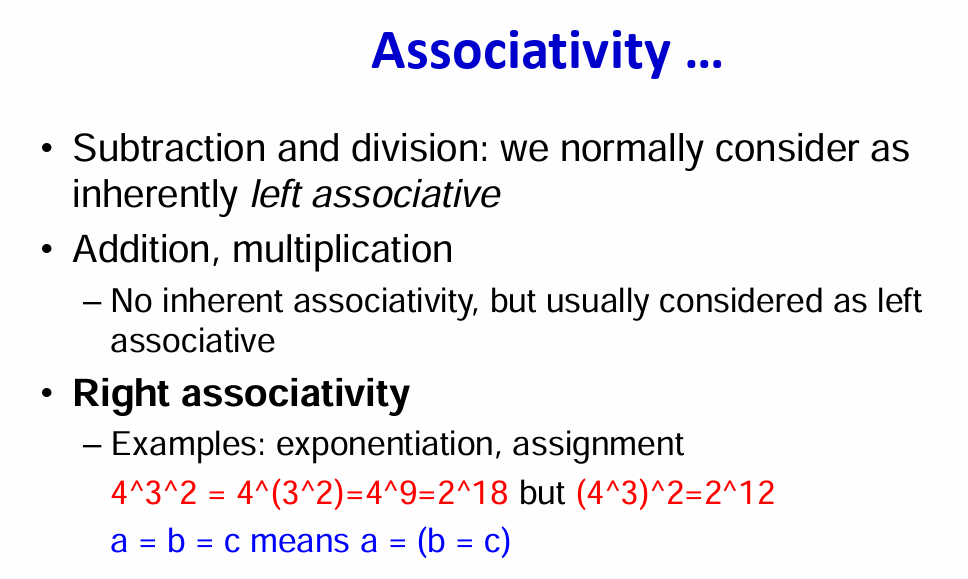 Associativity ...
• Subtraction and division: we normally consider as
inherently left associative
• Addition, multiplication
– No inherent associativity, but usually considered as left
associative
• Right associativity
– Examples: exponentiation, assignment
4^3^2 = 4^(3^2)=4^9=2^18 but (4^3)^2=2^12
a = b = c means a = (b = c)